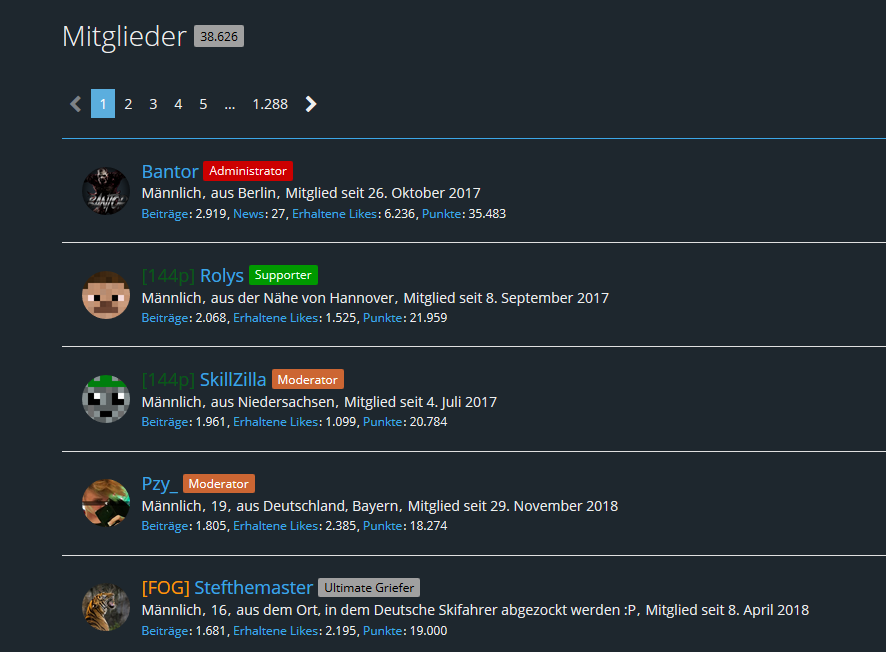 Mitglieder 38.626
1 2 3 4 5 ... 1.288
Bantor Administrator
Männlich, aus Berlin, Mitglied seit 26. Oktober 2017
Beiträge: 2.919, News: 27, Erhaltene Likes: 6.236, Punkte: 35.483
[144p] Rolys Supporter
Männlich, aus der Nähe von Hannover, Mitglied seit 8. September 2017
Beiträge: 2.068, Erhaltene Likes: 1.525, Punkte: 21.959
[144p] SkillZilla Moderator
Männlich, aus Niedersachsen, Mitglied seit 4. Juli 2017
Beiträge: 1.961, Erhaltene Likes: 1.099, Punkte: 20.784
Pzy_ Moderator
Männlich, 19, aus Deutschland, Bayern, Mitglied seit 29. November 2018
Beiträge: 1.805, Erhaltene Likes: 2.385, Punkte: 18.274
[FOG] Stefthemaster Ultimate Griefer
Männlich, 16, aus dem Ort, in dem Deutsche Skifahrer abgezockt werden :P, Mitglied seit 8. April 2018
Beiträge: 1.681, Erhaltene Likes: 2.195, Punkte: 19.000